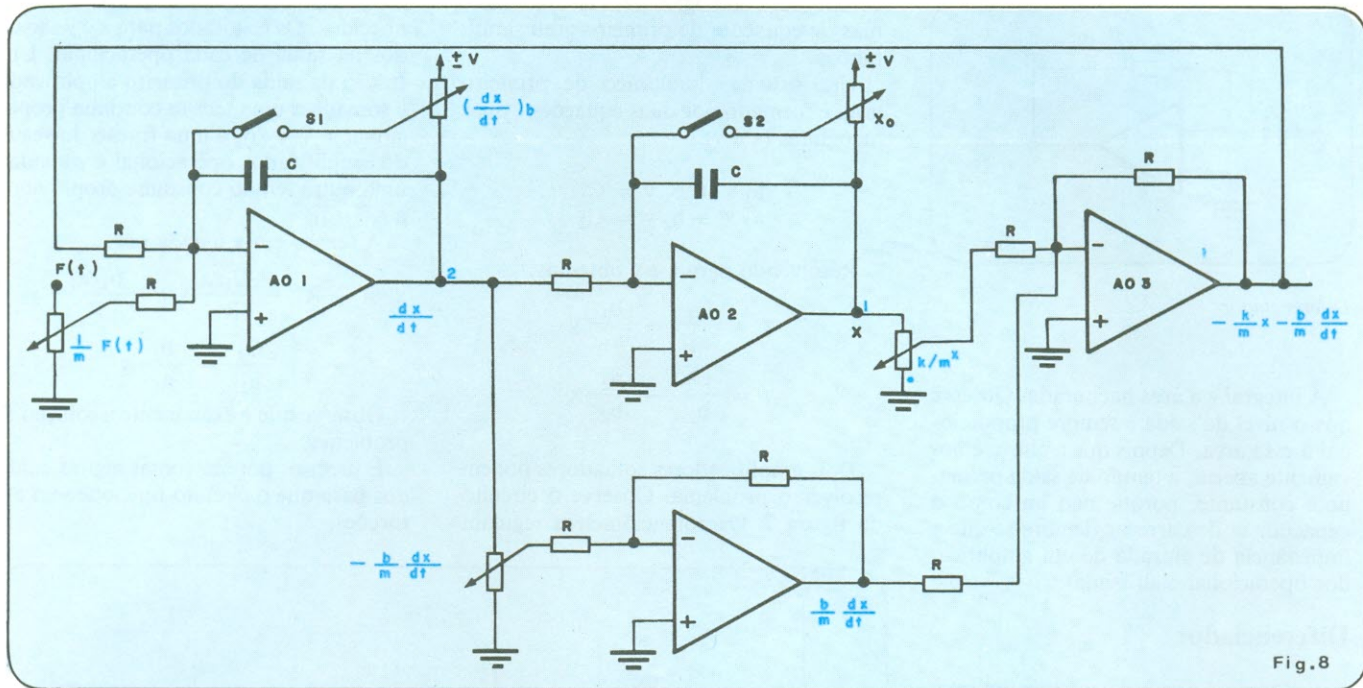 ± V
(dx/dt)b
S1
C
R
F(t)
R
1/m F(t)
AO 1
−
+
2
dx/dt
± V
S2
X₀
C
R
AO 2
−
+
1
X
k/m x
R
R
AO 3
−
+
- k/m x - b/m dx/dt
- b/m dx/dt
R
R
−
+
b/m dx/dt
R
Fig.8